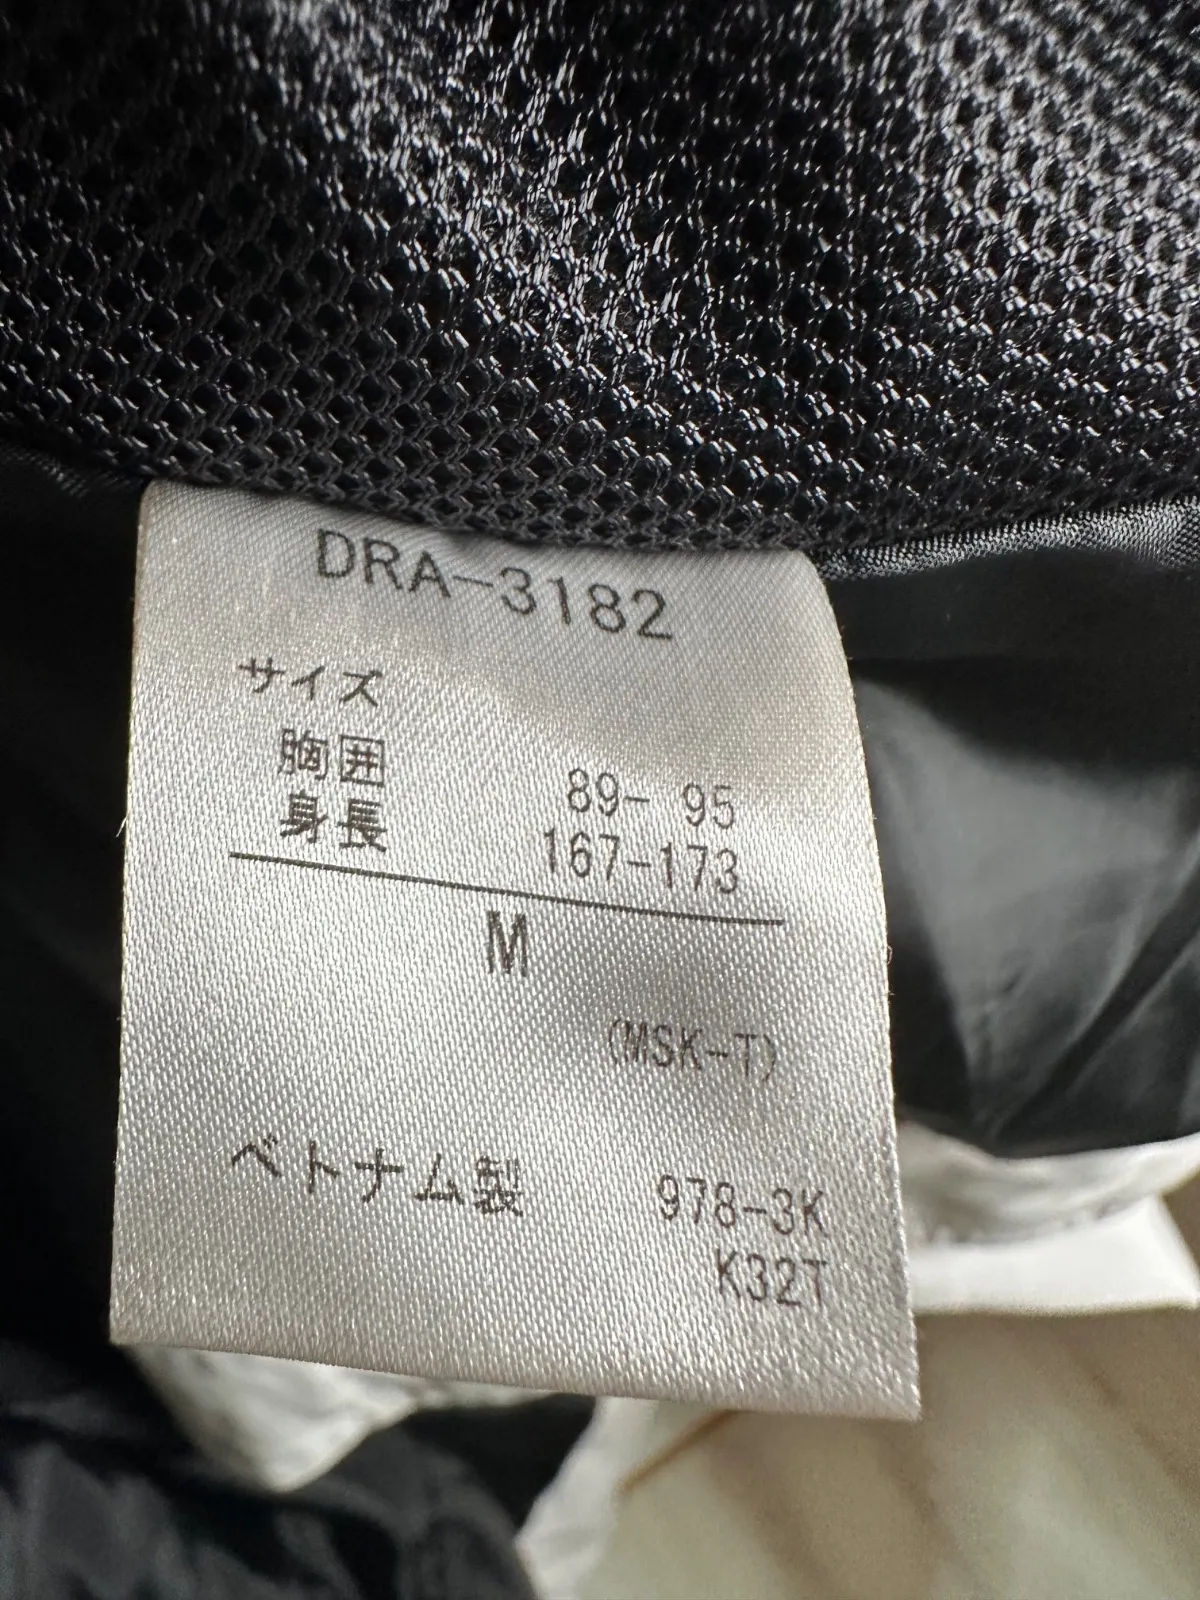 DRA-3182
サイズ
胸囲 89- 95
身長 167-173
M
(MSK-T)
ベトナム製 978-3K
K32T